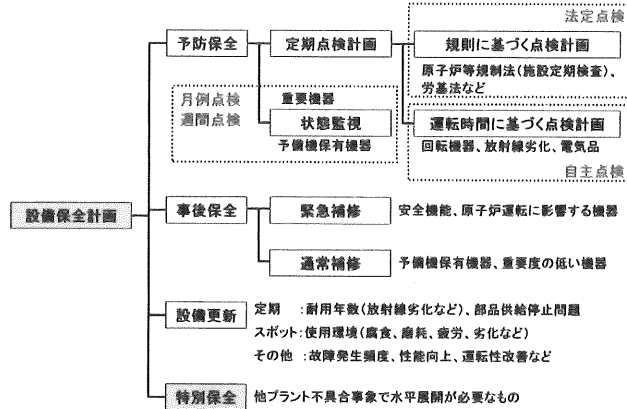 法定点検
予防保全
定期点検計画
規則に基づく点検計画
原子炉等規制法(施設定期検査)、
労基法など
月例点検
週間点検
重要機器
状態監視
予備機保有機器
運転時間に基づく点検計画
回転機器、放射線劣化、電気品
自主点検
設備保全計画
事後保全
緊急補修
安全機能、原子炉運転に影響する機器
通常補修
予備機保有機器、重要度の低い機器
設備更新
定期 :耐用年数(放射線劣化など)、部品供給停止問題
スポット:使用環境(腐食、磨耗、疲労、劣化など)
その他 :故障発生頻度、性能向上、運転性改善など
特別保全
他プラント不具合事象で水平展開が必要なもの